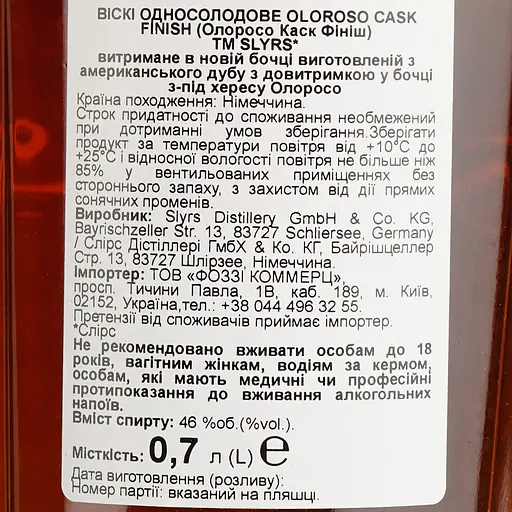 ВІСКІ ОДНОСОЛОДОВЕ OLOROSO CASK
FINISH (Олоросо Каск Фініш)
ТМ SLYRS*
витримане в новій бочці виготовленій з
американського дубу з довитримкою у бочці
з-під хересу Олоросо
Країна походження: Німеччина.
Строк придатності до споживання необмежений
при дотриманні умов зберігання.Зберігати
продукт за температури повітря від +10°С до
+25°С і відносної вологості повітря не більше ніж
85% у вентильованих приміщеннях без
стороннього запаху, з захистом від дії прямих
сонячних променів.
Виробник: Slyrs Distillery GmbH & Co. KG,
Bayrischzeller Str. 13, 83727 Schliersee, Germany
/ Слірс Дістіллері ГмбХ & Ко. КГ, Байрішцеллер
Стр. 13, 83727 Шлірзее, Німеччина.
Імпортер: ТОВ «ФОЗЗІ КОММЕРЦ»,
просп. Тичини Павла, 1В, каб. 189, м. Київ,
02152, Україна,тел.: +38 044 496 32 55.
Претензії від споживачів приймає імпортер.
*Слірс
Не рекомендовано вживати особам до 18
років, вагітним жінкам, водіям за кермом,
особам, які мають медичні чи професійні
протипоказання до вживання алкогольних
напоїв.
Вміст спирту: 46 %об.(%vol.).
Місткість: 0,7 л (L) ℮
Дата виготовлення (розливу):
Номер партії: вказаний на пляшці.